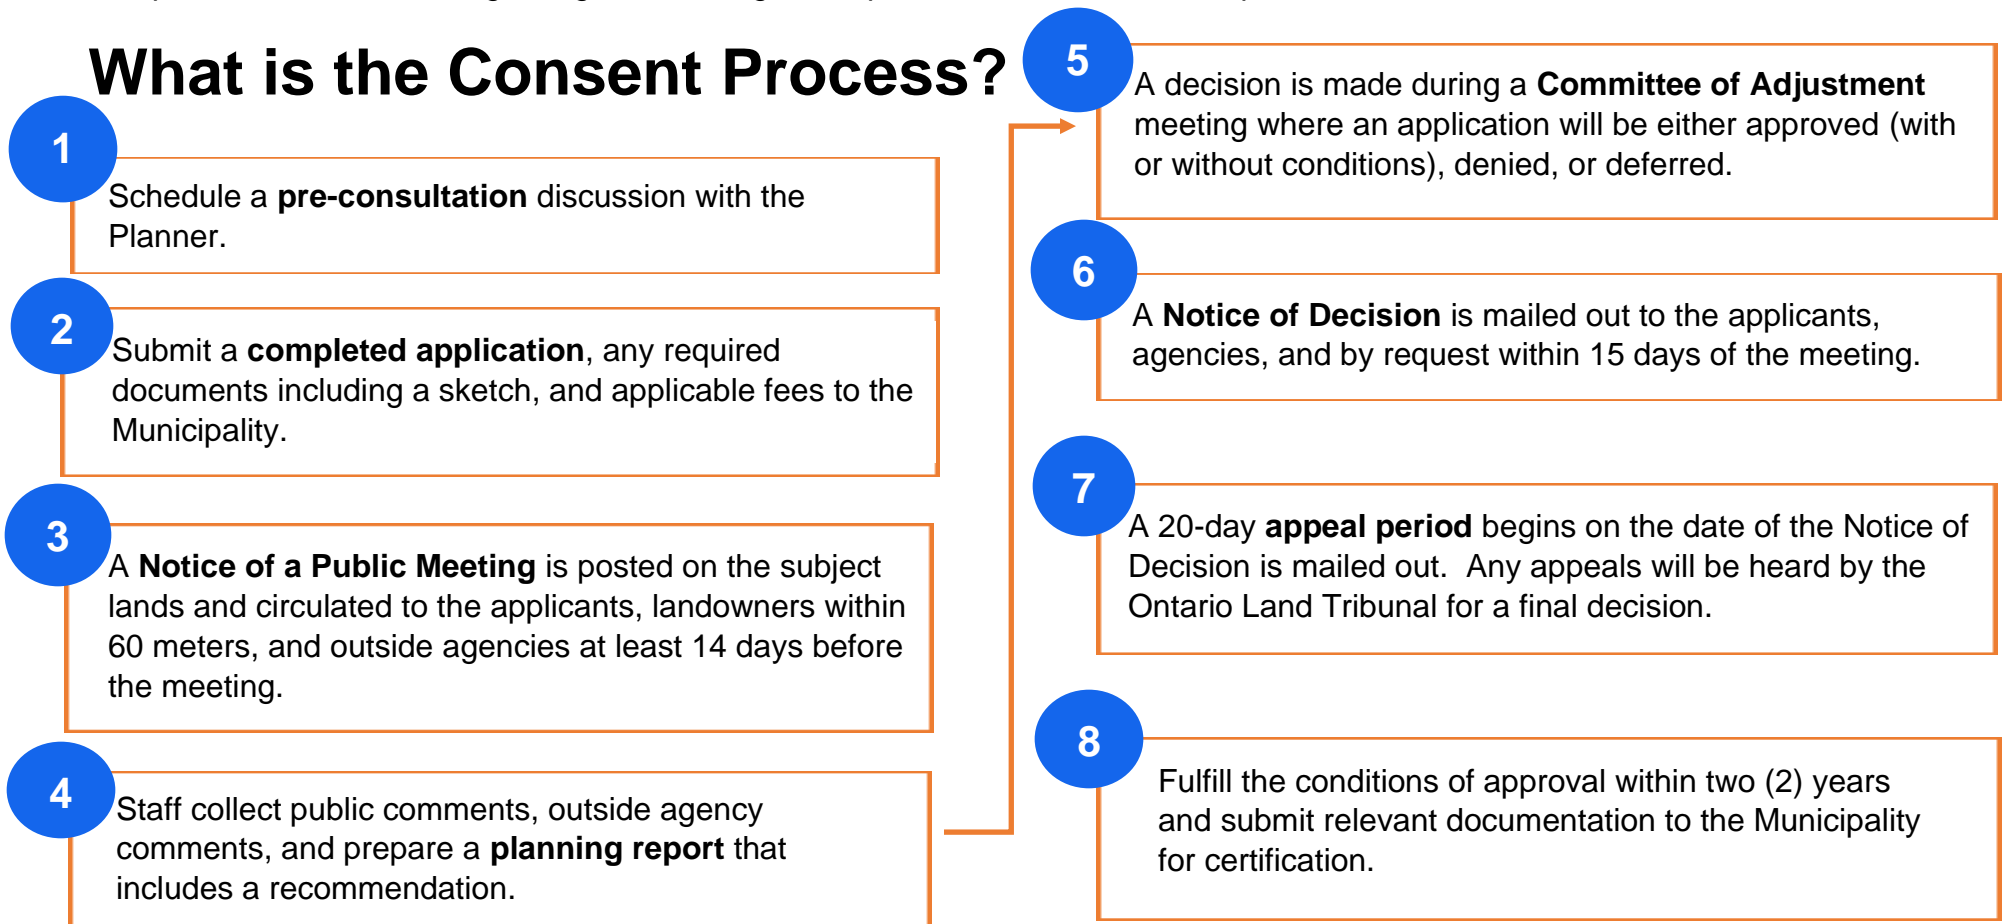 What is the Consent Process?
1
Schedule a pre-consultation discussion with the
Planner.
2
Submit a completed application, any required
documents including a sketch, and applicable fees to the
Municipality.
3
A Notice of a Public Meeting is posted on the subject
lands and circulated to the applicants, landowners within
60 meters, and outside agencies at least 14 days before
the meeting.
4
Staff collect public comments, outside agency
comments, and prepare a planning report that
includes a recommendation.
5
A decision is made during a Committee of Adjustment
meeting where an application will be either approved (with
or without conditions), denied, or deferred.
6
A Notice of Decision is mailed out to the applicants,
agencies, and by request within 15 days of the meeting.
7
A 20-day appeal period begins on the date of the Notice of
Decision is mailed out.  Any appeals will be heard by the
Ontario Land Tribunal for a final decision.
8
Fulfill the conditions of approval within two (2) years
and submit relevant documentation to the Municipality
for certification.